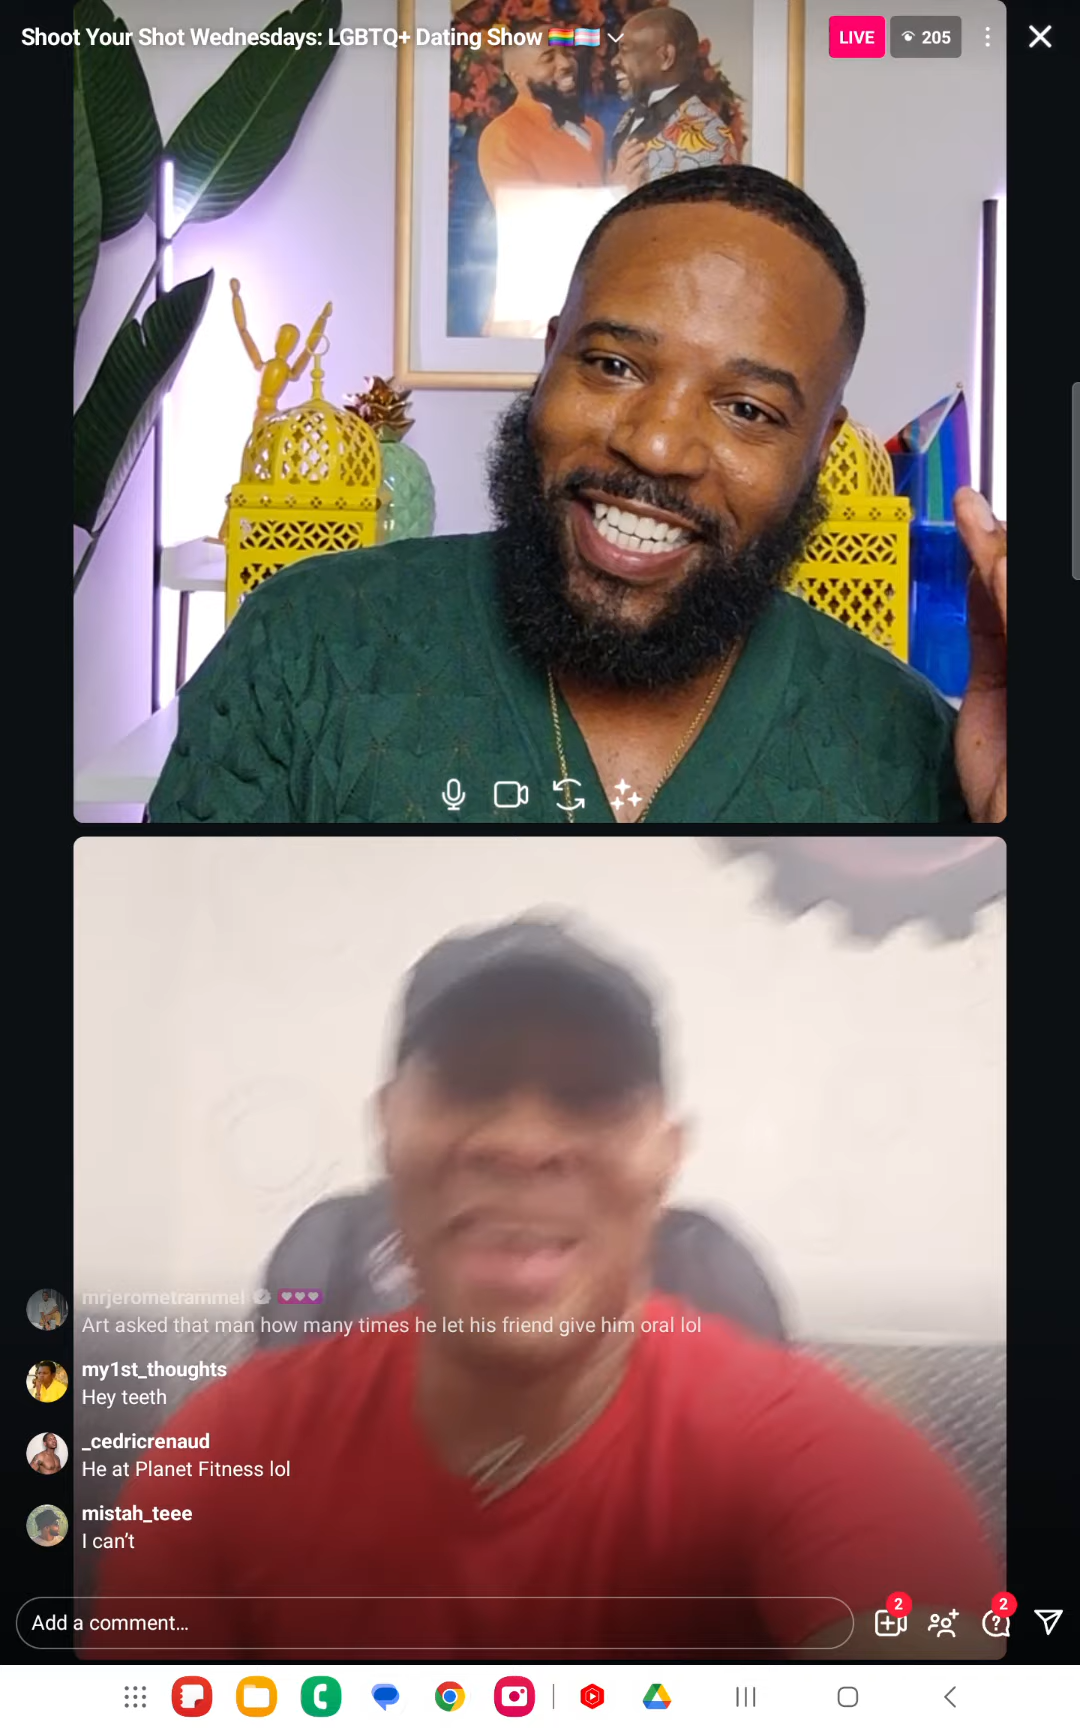 Shoot Your Shot Wednesdays: LGBTQ+ Dating Show 🏳️‍🌈🏳️‍⚧️
LIVE
205
mrjerometrammel
Art asked that man how many times he let his friend give him oral lol
my1st_thoughts
Hey teeth
_cedricrenaud
He at Planet Fitness lol
mistah_teee
I can’t
Add a comment...
2
2